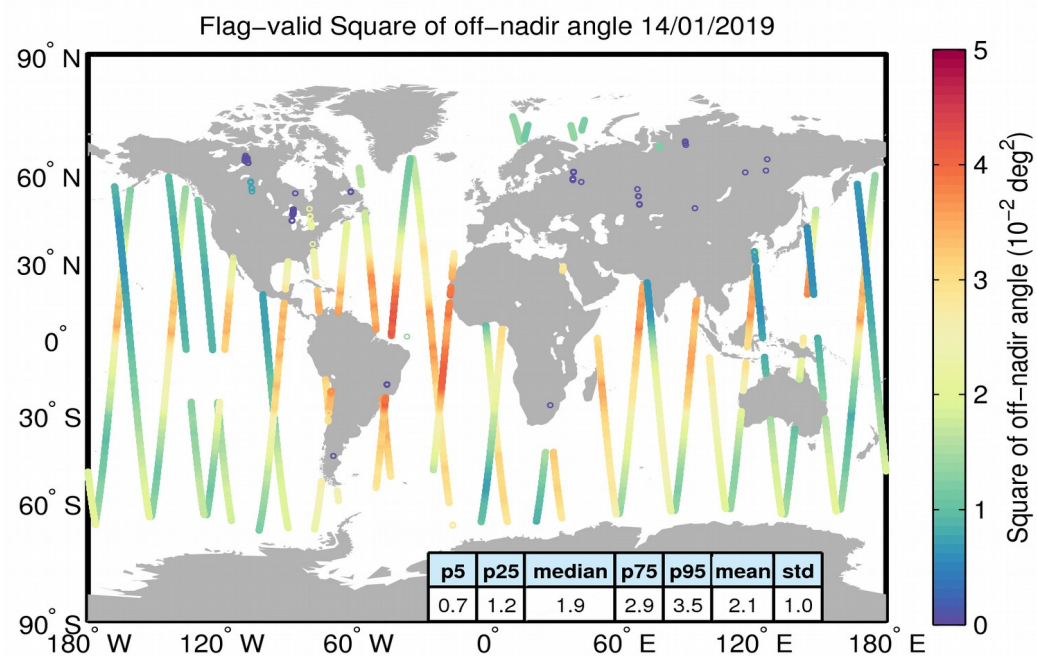 Flag−valid Square of off−nadir angle 14/01/2019
90° N
60° N
30° N
0°
30° S
60° S
90° S
180° W
120° W
60° W
0°
60° E
120° E
180° E
p5 p25 median p75 p95 mean std
0.7 1.2 1.9 2.9 3.5 2.1 1.0
5
4
3
2
1
0
Square of off−nadir angle (10⁻² deg²)